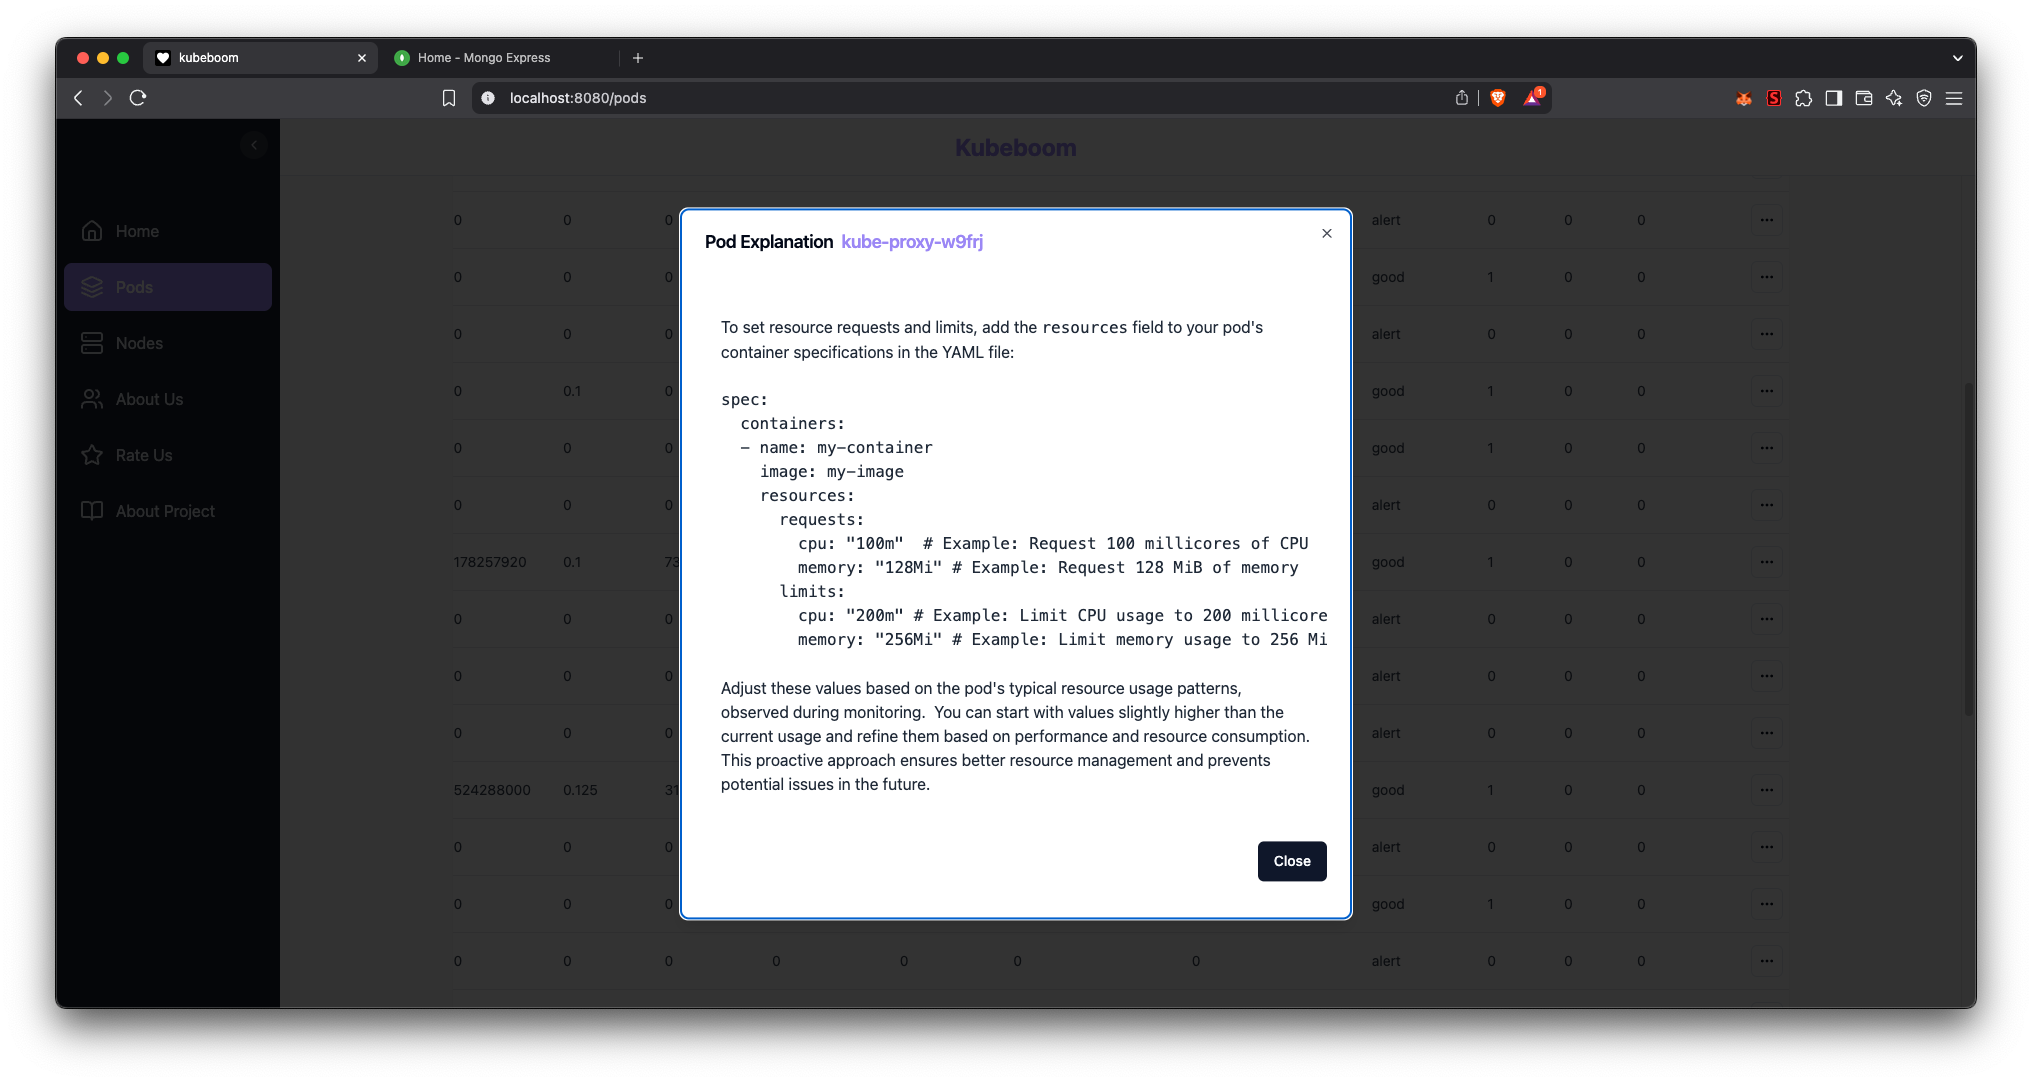 kubeboom
Home - Mongo Express
localhost:8080/pods
1
Kubeboom
Home
Pods
Nodes
About Us
Rate Us
About Project
0 0 0 alert 0 0 0
0 0 0 good 1 0 0
0 0 0 alert 0 0 0
0 0.1 0 good 1 0 0
0 0 0 good 1 0 0
0 0 0 alert 0 0 0
178257920 0.1 73 good 1 0 0
0 0 0 alert 0 0 0
0 0 0 alert 0 0 0
0 0 0 alert 0 0 0
524288000 0.125 31 good 1 0 0
0 0 0 alert 0 0 0
0 0 0 good 1 0 0
0 0 0 0 0 0 0 alert 0 0 0
Pod Explanation kube-proxy-w9frj
To set resource requests and limits, add the resources field to your pod's
container specifications in the YAML file:
spec:
  containers:
  - name: my-container
    image: my-image
    resources:
      requests:
        cpu: "100m"  # Example: Request 100 millicores of CPU
        memory: "128Mi" # Example: Request 128 MiB of memory
      limits:
        cpu: "200m" # Example: Limit CPU usage to 200 millicore
        memory: "256Mi" # Example: Limit memory usage to 256 Mi
Adjust these values based on the pod's typical resource usage patterns,
observed during monitoring.  You can start with values slightly higher than the
current usage and refine them based on performance and resource consumption.
This proactive approach ensures better resource management and prevents
potential issues in the future.
Close